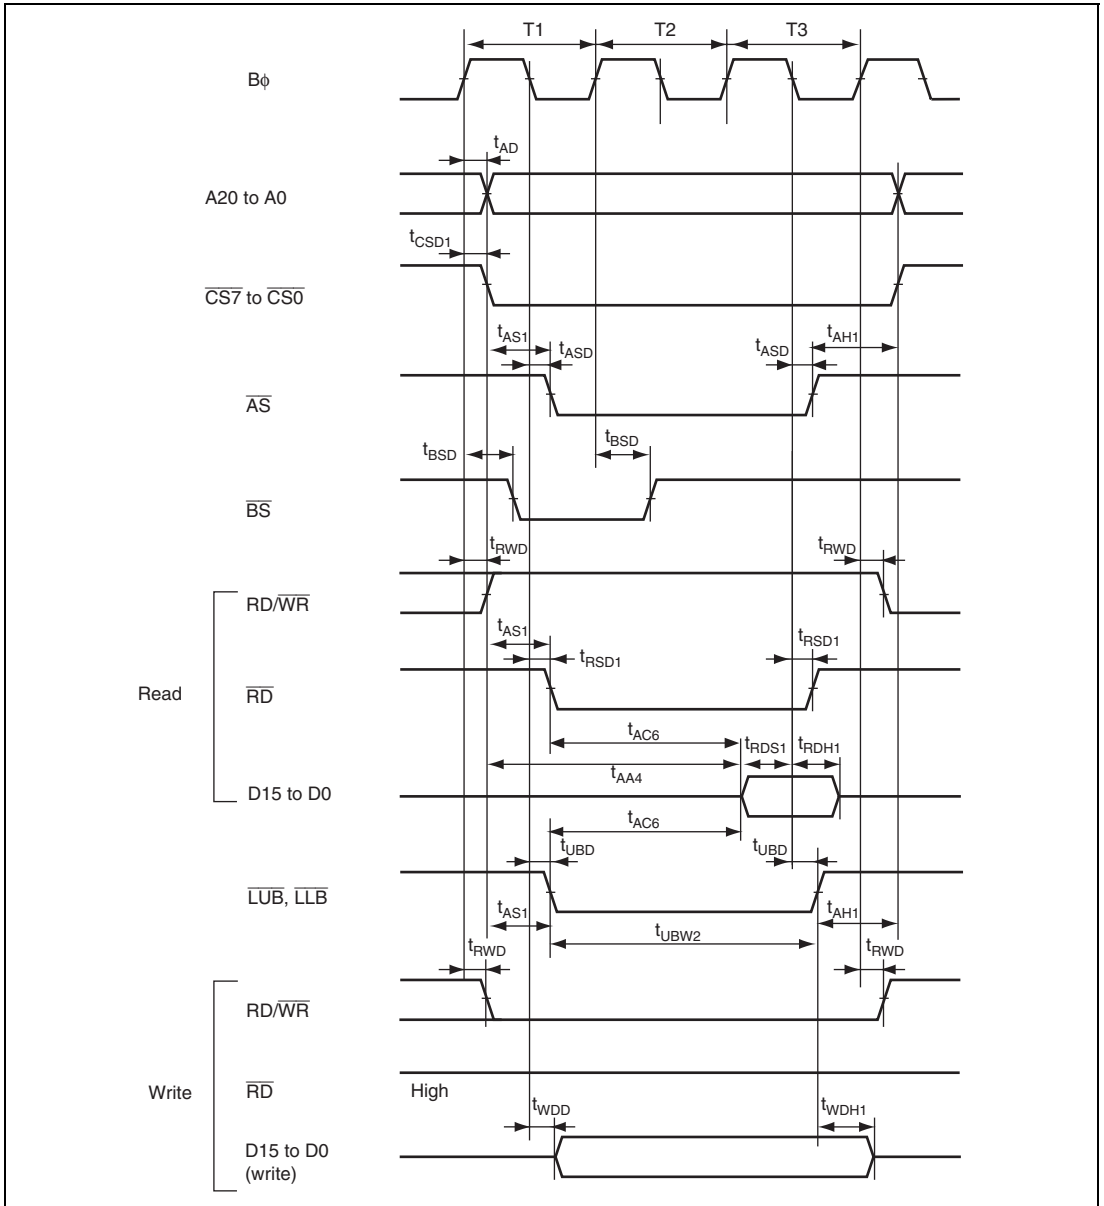 T1 T2 T3
Bϕ
tAD
A20 to A0
tCSD1
CS7 to CS0
tAS1 tASD tASD tAH1
AS
tBSD tBSD
BS
tRWD tRWD
RD/WR
tAS1 tRSD1 tRSD1
Read RD
tAC6 tRDS1 tRDH1
tAA4
D15 to D0
tAC6
tUBD tUBD
LUB, LLB
tAS1 tUBW2 tAH1
tRWD tRWD
RD/WR
Write RD High
tWDD tWDH1
D15 to D0
(write)